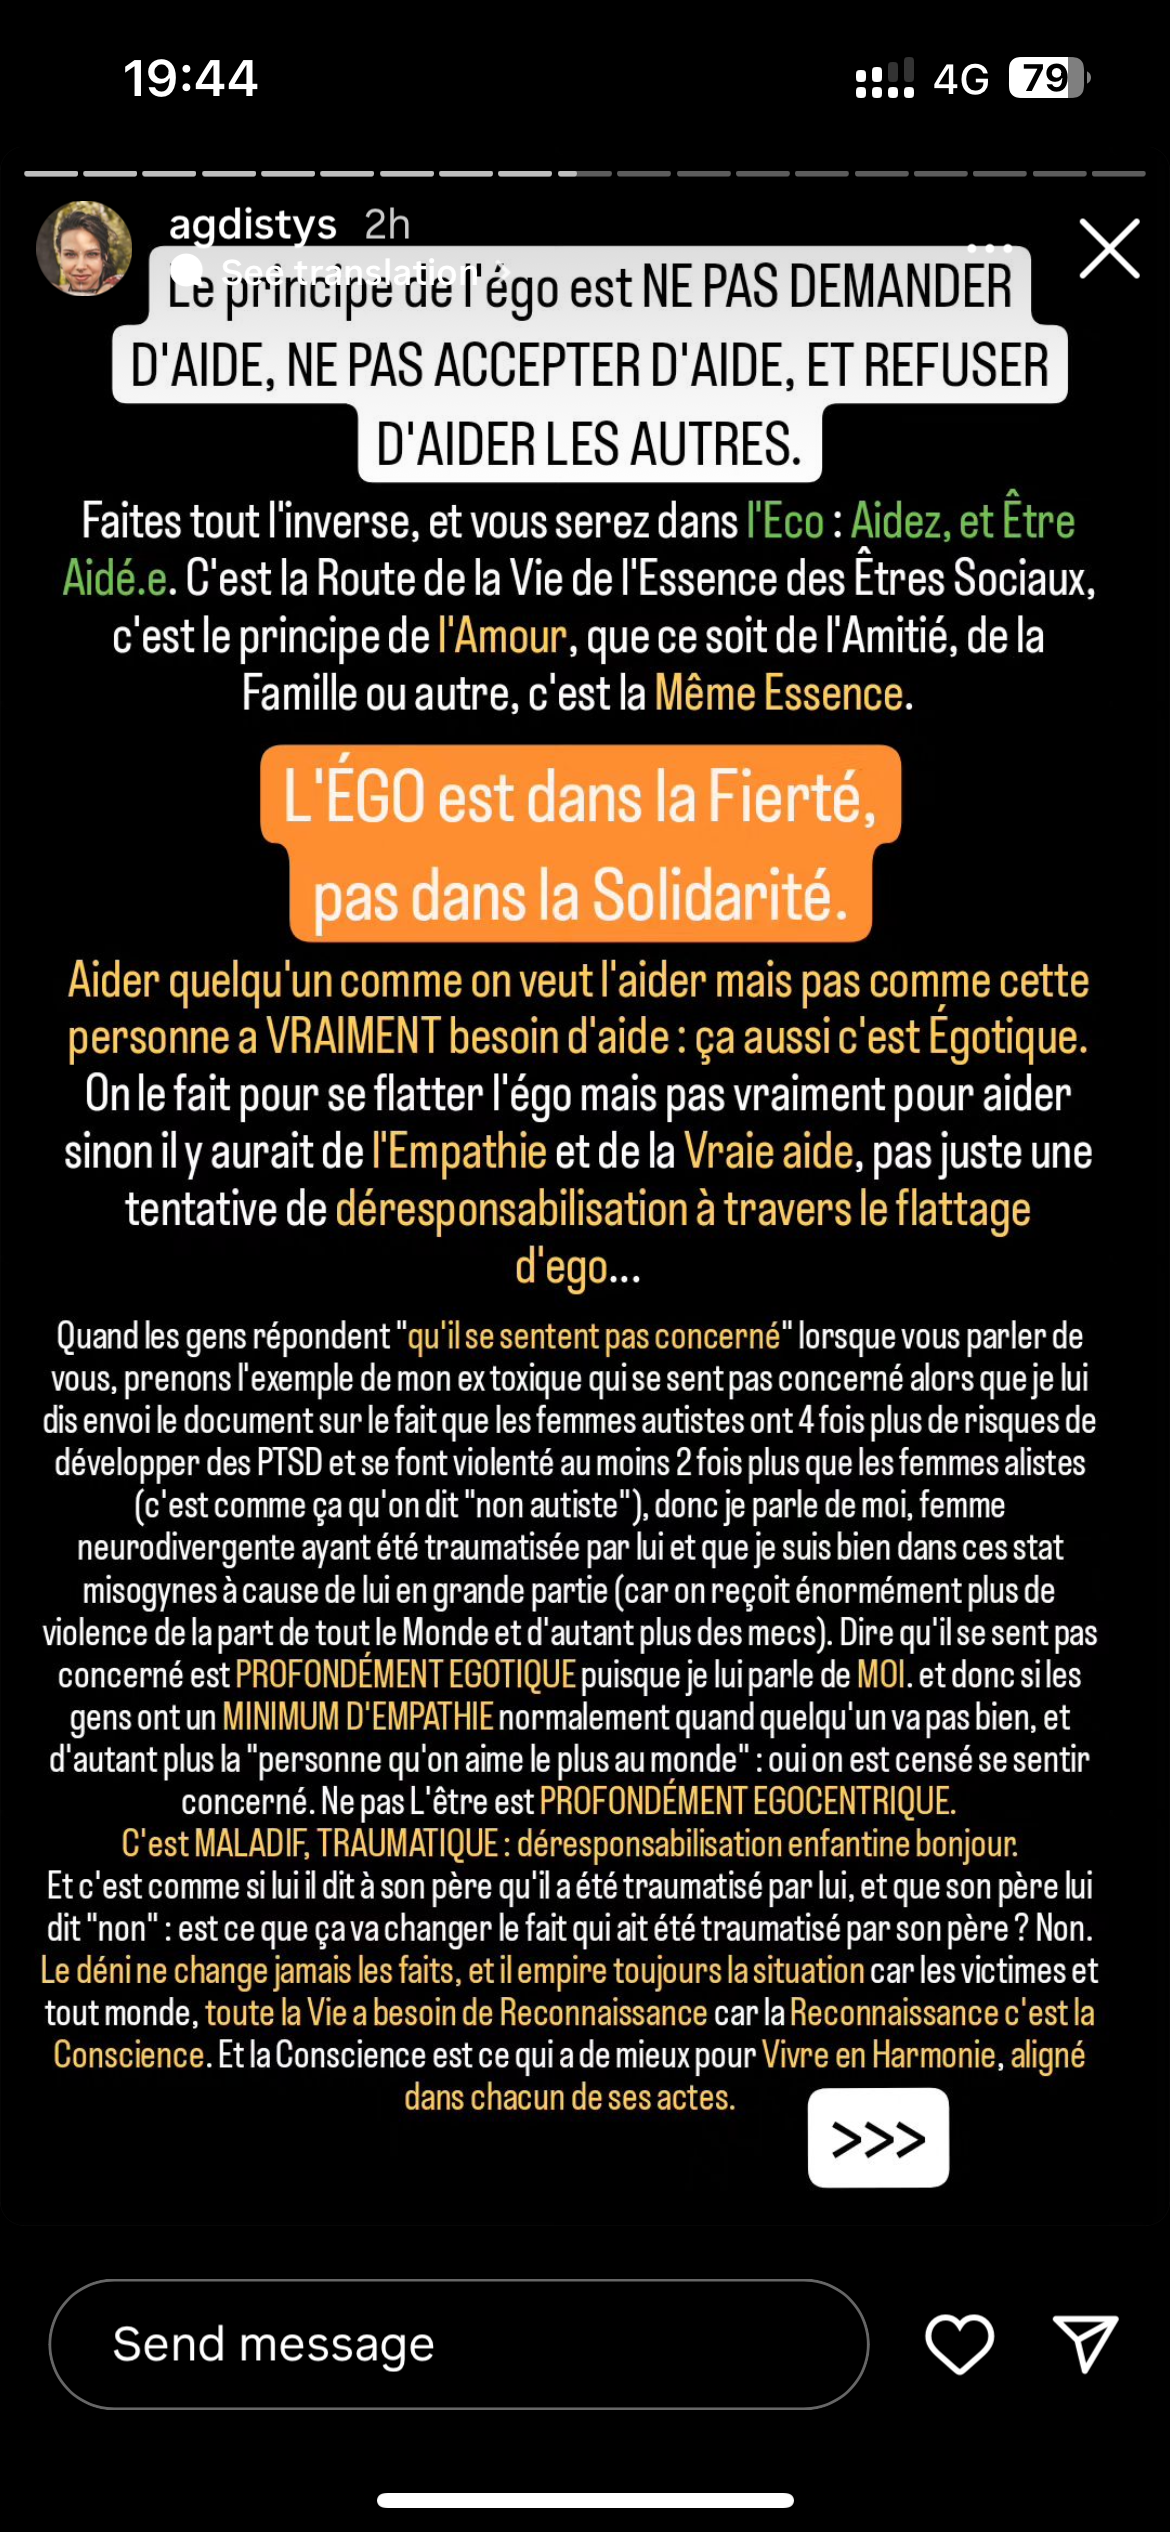 19:44
4G 79
agdistys 2h
See translation >
Le principe de l'égo est NE PAS DEMANDER
D'AIDE, NE PAS ACCEPTER D'AIDE, ET REFUSER
D'AIDER LES AUTRES.
Faites tout l'inverse, et vous serez dans l'Eco : Aidez, et Être
Aidé.e. C'est la Route de la Vie de l'Essence des Êtres Sociaux,
c'est le principe de l'Amour, que ce soit de l'Amitié, de la
Famille ou autre, c'est la Même Essence.
L'ÉGO est dans la Fierté,
pas dans la Solidarité.
Aider quelqu'un comme on veut l'aider mais pas comme cette
personne a VRAIMENT besoin d'aide : ça aussi c'est Égotique.
On le fait pour se flatter l'égo mais pas vraiment pour aider
sinon il y aurait de l'Empathie et de la Vraie aide, pas juste une
tentative de déresponsabilisation à travers le flattage
d'ego...
Quand les gens répondent "qu'il se sentent pas concerné" lorsque vous parler de
vous, prenons l'exemple de mon ex toxique qui se sent pas concerné alors que je lui
dis envoi le document sur le fait que les femmes autistes ont 4 fois plus de risques de
développer des PTSD et se font violenté au moins 2 fois plus que les femmes alistes
(c'est comme ça qu'on dit "non autiste"), donc je parle de moi, femme
neurodivergente ayant été traumatisée par lui et que je suis bien dans ces stat
misogynes à cause de lui en grande partie (car on reçoit énormément plus de
violence de la part de tout le Monde et d'autant plus des mecs). Dire qu'il se sent pas
concerné est PROFONDÉMENT EGOTIQUE puisque je lui parle de MOI. et donc si les
gens ont un MINIMUM D'EMPATHIE normalement quand quelqu'un va pas bien, et
d'autant plus la "personne qu'on aime le plus au monde" : oui on est censé se sentir
concerné. Ne pas L'être est PROFONDÉMENT EGOCENTRIQUE.
C'est MALADIF, TRAUMATIQUE : déresponsabilisation enfantine bonjour.
Et c'est comme si lui il dit à son père qu'il a été traumatisé par lui, et que son père lui
dit "non" : est ce que ça va changer le fait qui ait été traumatisé par son père ? Non.
Le déni ne change jamais les faits, et il empire toujours la situation car les victimes et
tout monde, toute la Vie a besoin de Reconnaissance car la Reconnaissance c'est la
Conscience. Et la Conscience est ce qui a de mieux pour Vivre en Harmonie, aligné
dans chacun de ses actes.
>>>
Send message